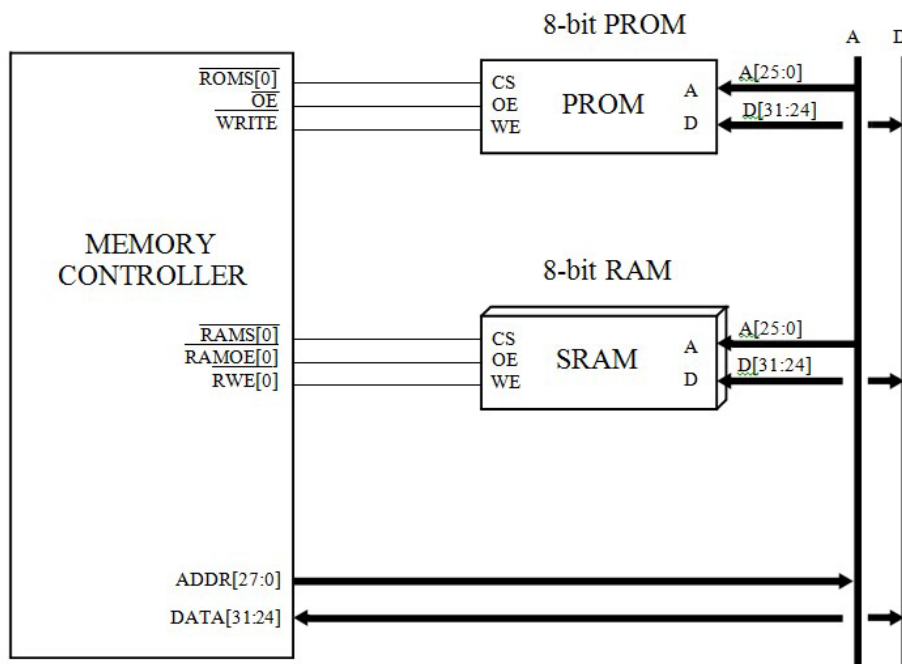 8-bit PROM
A D
ROMS[0]
OE
WRITE
CS
OE
WE
PROM
A
D
A[25:0]
D[31:24]
MEMORY
CONTROLLER
8-bit RAM
RAMS[0]
RAMOE[0]
RWE[0]
CS
OE
WE
SRAM
A
D
A[25:0]
D[31:24]
ADDR[27:0]
DATA[31:24]